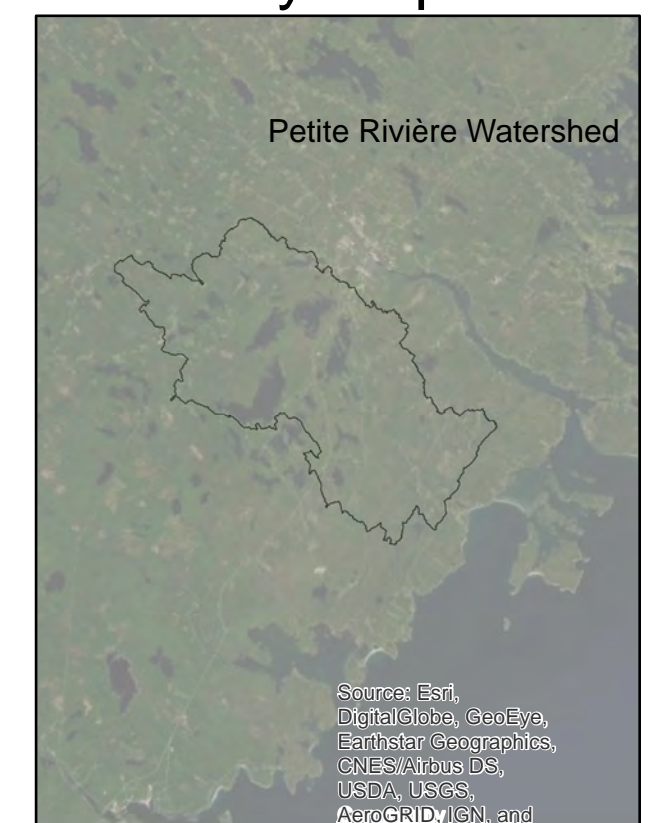 Petite Rivière Watershed
Source: Esri,
DigitalGlobe, GeoEye,
Earthstar Geographics,
CNES/Airbus DS,
USDA, USGS,
AeroGRID, IGN, and